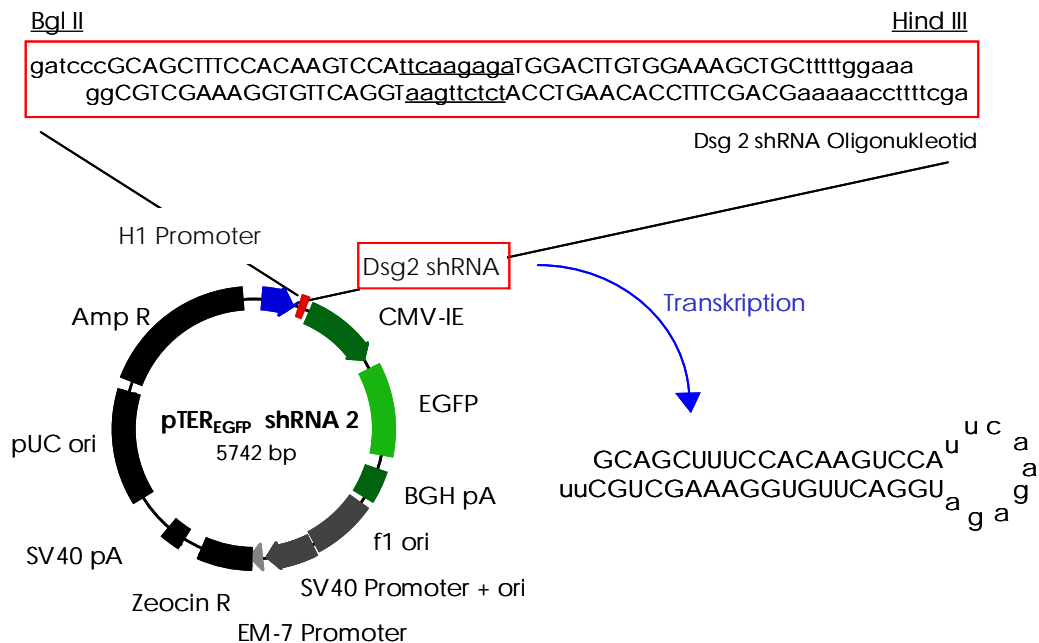 Bgl II
Hind III
gatcccGCAGCTTTCCACAAGTCCAttcaagagaTGGACTTGTGGAAAGCTGCtttttggaaa
ggCGTCGAAAGGTGTTCAGGTaagttctctACCTGAACACCTTTCGACGaaaaaccttttcga
Dsg 2 shRNA Oligonukleotid
H1 Promoter
Dsg2 shRNA
Transkription
Amp R
CMV-IE
EGFP
pTEREGFP shRNA 2
5742 bp
pUC ori
BGH pA
f1 ori
SV40 pA
SV40 Promoter + ori
Zeocin R
EM-7 Promoter
GCAGCUUUCCACAAGUCCA
uucaagaga
uuCGUCGAAAGGUGUUCAGGU